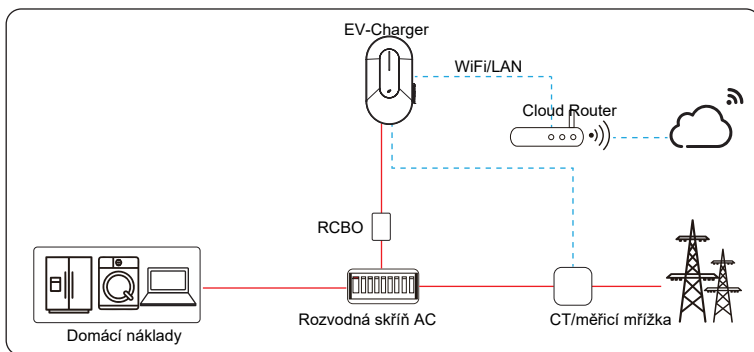 EV-Charger
WiFi/LAN
Cloud Router
RCBO
Domácí náklady
Rozvodná skříň AC
CT/měřicí mřížka